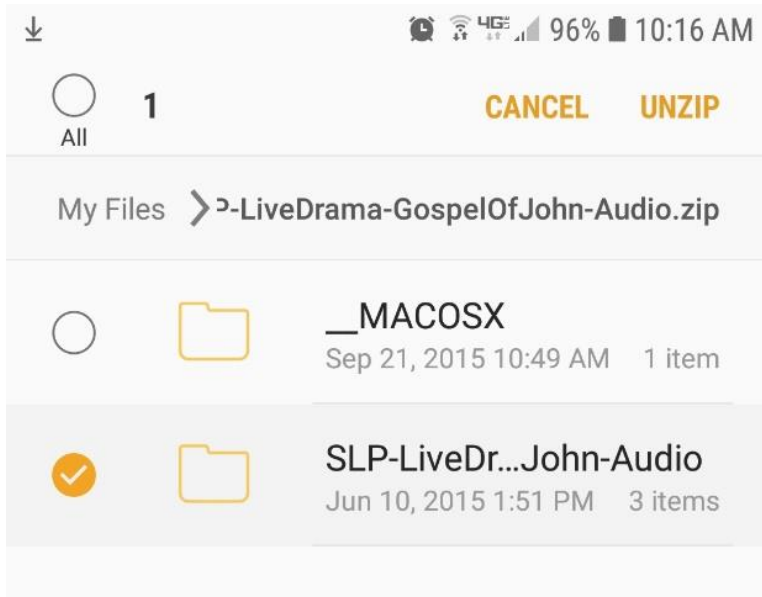 4GE 96% 10:16 AM
All 1 CANCEL UNZIP
My Files P-LiveDrama-GospelOfJohn-Audio.zip
__MACOSX
Sep 21, 2015 10:49 AM 1 item
SLP-LiveDr...John-Audio
Jun 10, 2015 1:51 PM 3 items